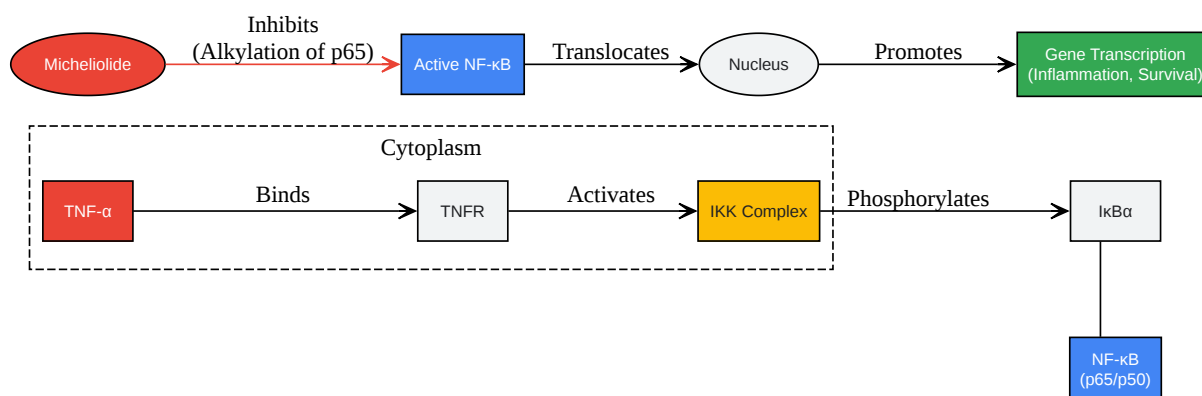 Inhibits
(Alkylation of p65)
Micheliolide
Active NF-κB
Translocates
Nucleus
Promotes
Gene Transcription
(Inflammation, Survival)
Cytoplasm
TNF-α
Binds
TNFR
Activates
IKK Complex
Phosphorylates
IκBα
NF-κB
(p65/p50)